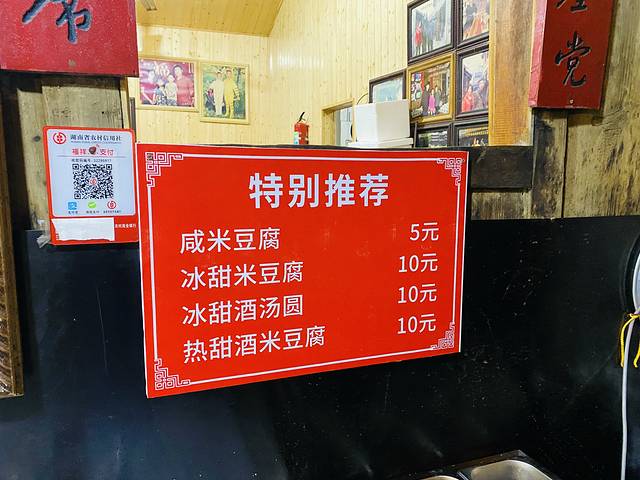 席
党
湖南省农村信用社
福祥 支付
特别推荐
咸米豆腐 5元
冰甜米豆腐 10元
冰甜酒汤圆 10元
热甜酒米豆腐 10元